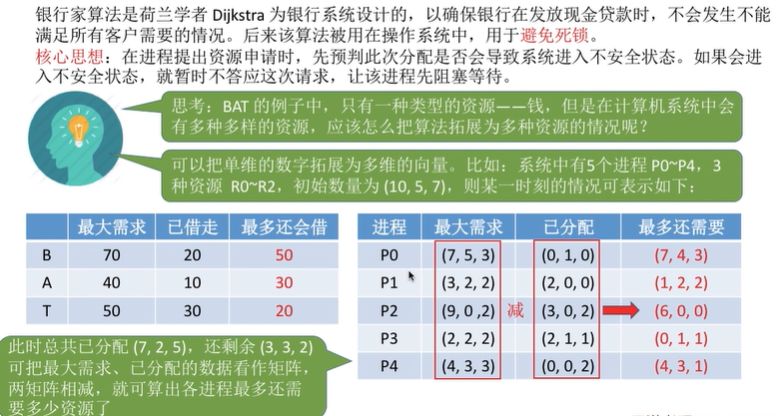 银行家算法是荷兰学者 Dijkstra 为银行系统设计的，以确保银行在发放现金贷款时，不会发生不能
满足所有客户需要的情况。后来该算法被用在操作系统中，用于避免死锁。
核心思想：在进程提出资源申请时，先预判此次分配是否会导致系统进入不安全状态。如果会进
入不安全状态，就暂时不答应这次请求，让该进程先阻塞等待。
思考：BAT 的例子中，只有一种类型的资源——钱，但是在计算机系统中会
有多种多样的资源，应该怎么把算法拓展为多种资源的情况呢？
可以把单维的数字拓展为多维的向量。比如：系统中有5个进程 P0~P4，3
种资源 R0~R2，初始数量为 (10, 5, 7)，则某一时刻的情况可表示如下：
最大需求 已借走 最多还会借
B 70 20 50
A 40 10 30
T 50 30 20
进程 最大需求 已分配 最多还需要
P0 (7, 5, 3) (0, 1, 0) (7, 4, 3)
P1 (3, 2, 2) (2, 0, 0) (1, 2, 2)
P2 (9, 0 ,2) 减 (3, 0, 2) (6, 0, 0)
P3 (2, 2, 2) (2, 1, 1) (0, 1, 1)
P4 (4, 3, 3) (0, 0, 2) (4, 3, 1)
此时总共已分配 (7, 2, 5)，还剩余 (3, 3, 2)
可把最大需求、已分配的数据看作矩阵，
两矩阵相减，就可算出各进程最多还需
要多少资源了